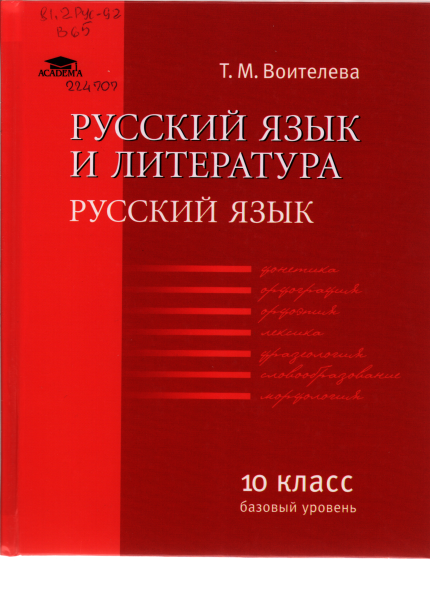 81.2Рус-92
В65
ACADEMA
224709
Т. М. Воителева
РУССКИЙ ЯЗЫК
И ЛИТЕРАТУРА
РУССКИЙ ЯЗЫК
фонетика
орфография
орфоэпия
лексика
фразеология
словообразование
морфология
10 КЛАСС
базовый уровень